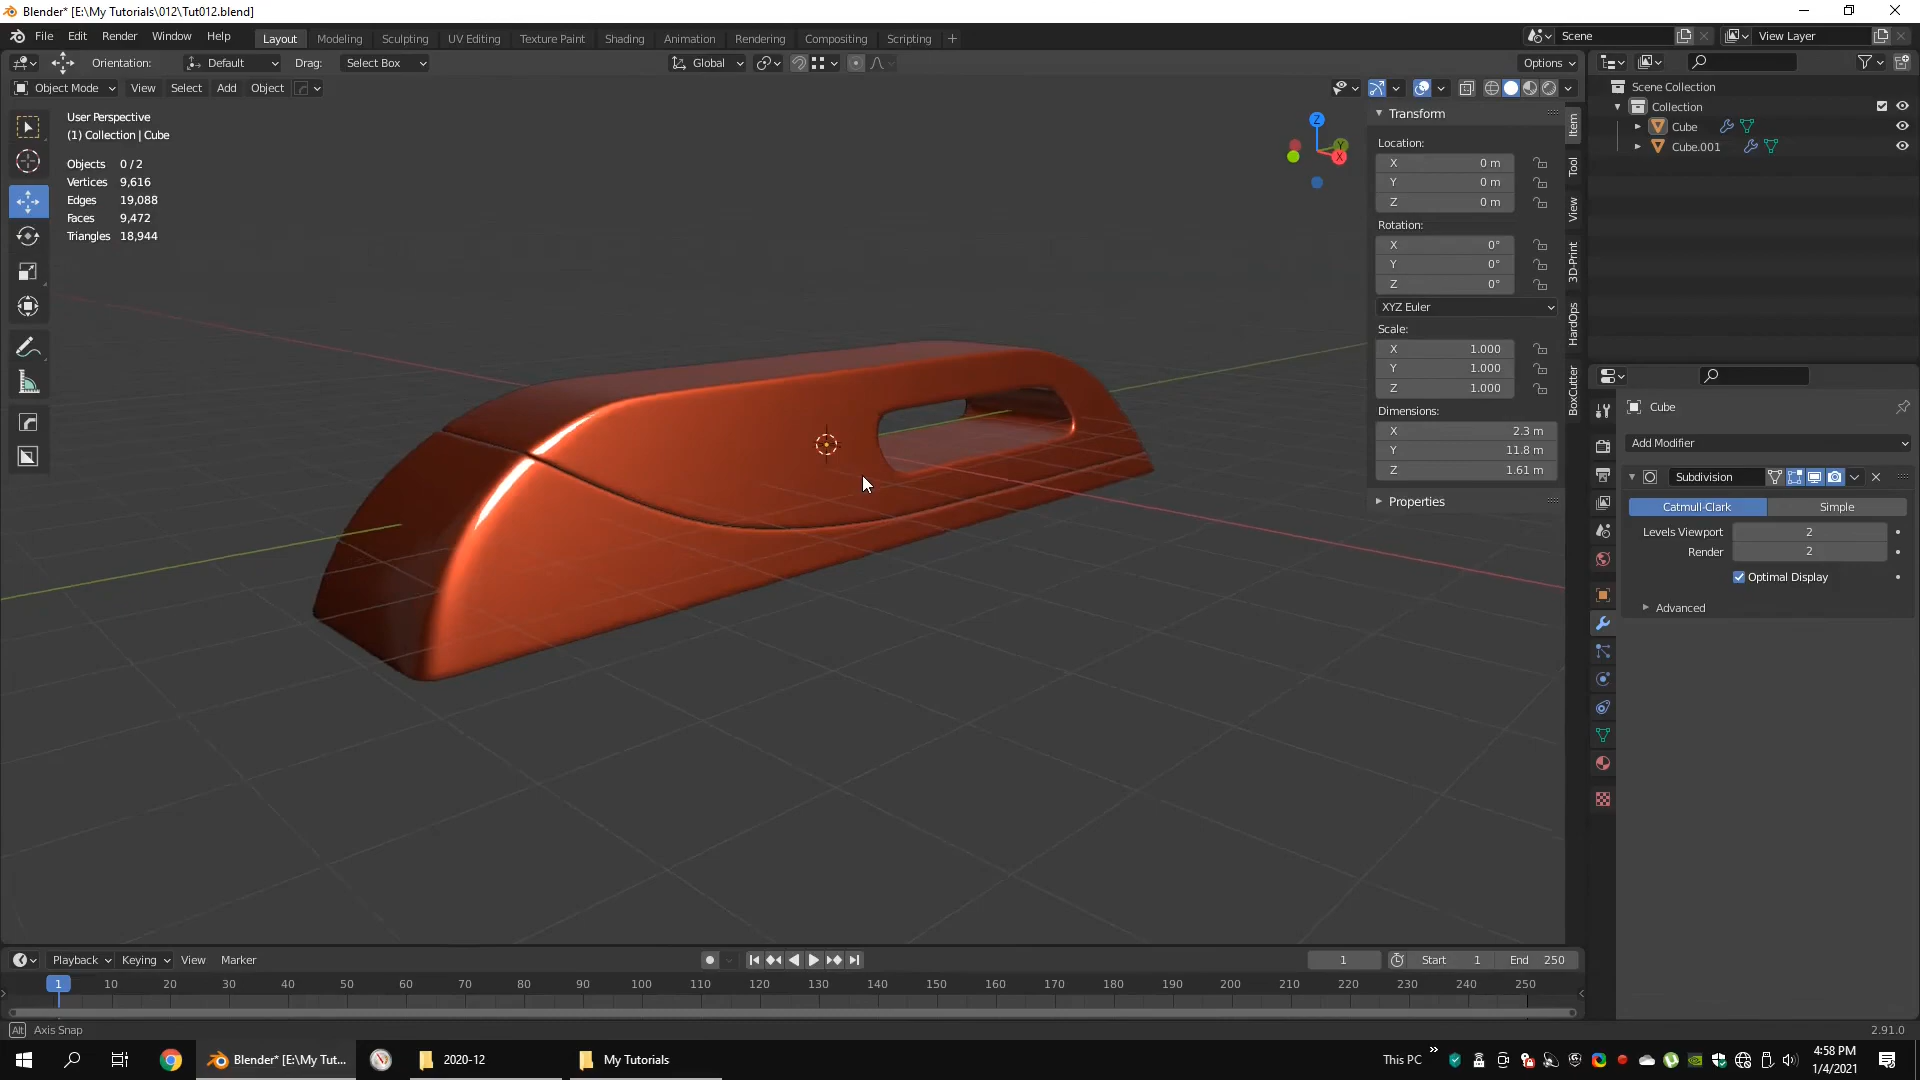 Blender* [E:\My Tutorials\012\Tut012.blend]
File Edit Render Window Help
Layout Modeling Sculpting UV Editing Texture Paint Shading Animation Rendering Compositing Scripting +
Scene
View Layer
Orientation: Default Drag: Select Box
Global
Options
Object Mode View Select Add Object
User Perspective
(1) Collection | Cube
Objects 0 / 2
Vertices 9,616
Edges 19,088
Faces 9,472
Triangles 18,944
Z
Y
X
Transform
Location:
X 0 m
Y 0 m
Z 0 m
Rotation:
X 0°
Y 0°
Z 0°
XYZ Euler
Scale:
X 1.000
Y 1.000
Z 1.000
Dimensions:
X 2.3 m
Y 11.8 m
Z 1.61 m
Properties
Item
Tool
View
3D-Print
HardOps
BoxCutter
Scene Collection
Collection
Cube
Cube.001
Cube
Add Modifier
Subdivision
Catmull-Clark Simple
Levels Viewport 2
Render 2
Optimal Display
Advanced
Playback Keying View Marker
1 Start 1 End 250
1 10 20 30 40 50 60 70 80 90 100 110 120 130 140 150 160 170 180 190 200 210 220 230 240 250
Alt Axis Snap
2.91.0
Blender* [E:\My Tut...
2020-12
My Tutorials
This PC
4:58 PM
1/4/2021